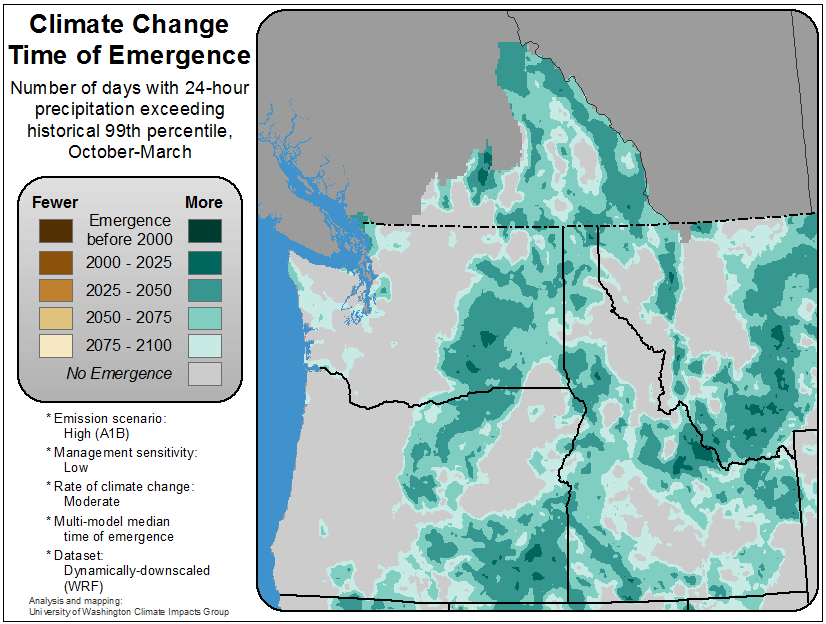 Climate Change
Time of Emergence
Number of days with 24-hour
precipitation exceeding
historical 99th percentile,
October-March
Fewer More
Emergence
before 2000
2000 - 2025
2025 - 2050
2050 - 2075
2075 - 2100
No Emergence
* Emission scenario:
High (A1B)
* Management sensitivity:
Low
* Rate of climate change:
Moderate
* Multi-model median
time of emergence
* Dataset:
Dynamically-downscaled
(WRF)
Analysis and mapping:
University of Washington Climate Impacts Group